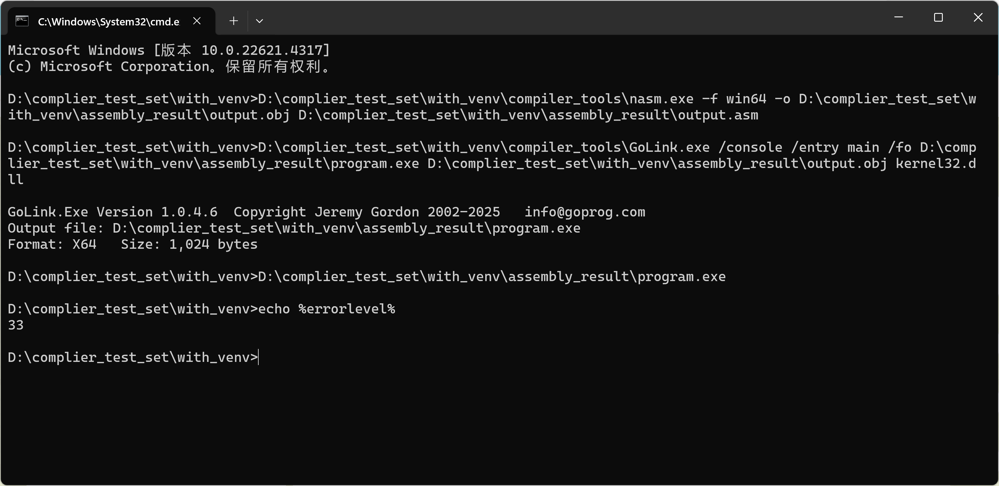 C:\Windows\System32\cmd.e
Microsoft Windows [版本 10.0.22621.4317]
(c) Microsoft Corporation。保留所有权利。
D:\complier_test_set\with_venv>D:\complier_test_set\with_venv\compiler_tools\nasm.exe -f win64 -o D:\complier_test_set\w
ith_venv\assembly_result\output.obj D:\complier_test_set\with_venv\assembly_result\output.asm
D:\complier_test_set\with_venv>D:\complier_test_set\with_venv\compiler_tools\GoLink.exe /console /entry main /fo D:\comp
lier_test_set\with_venv\assembly_result\program.exe D:\complier_test_set\with_venv\assembly_result\output.obj kernel32.d
ll
GoLink.Exe Version 1.0.4.6  Copyright Jeremy Gordon 2002-2025   info@goprog.com
Output file: D:\complier_test_set\with_venv\assembly_result\program.exe
Format: X64   Size: 1,024 bytes
D:\complier_test_set\with_venv>D:\complier_test_set\with_venv\assembly_result\program.exe
D:\complier_test_set\with_venv>echo %errorlevel%
33
D:\complier_test_set\with_venv>